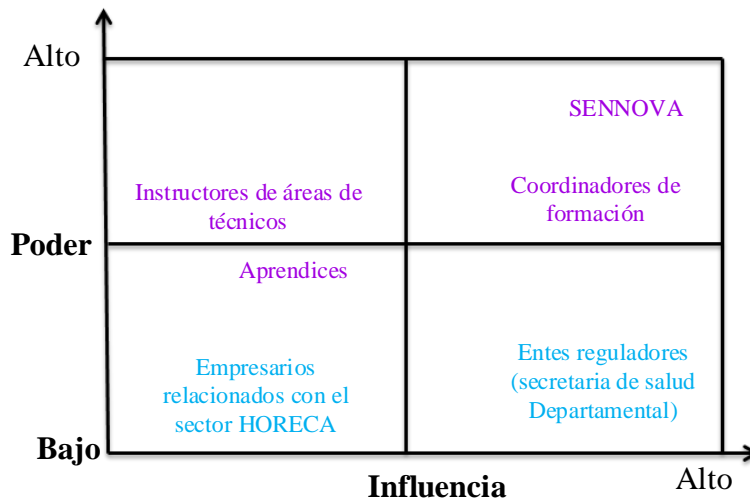 Alto
SENNOVA
Instructores de áreas de
técnicos
Coordinadores de
formación
Poder
Aprendices
Empresarios
relacionados con el
sector HORECA
Entes reguladores
(secretaria de salud
Departamental)
Bajo
Influencia
Alto